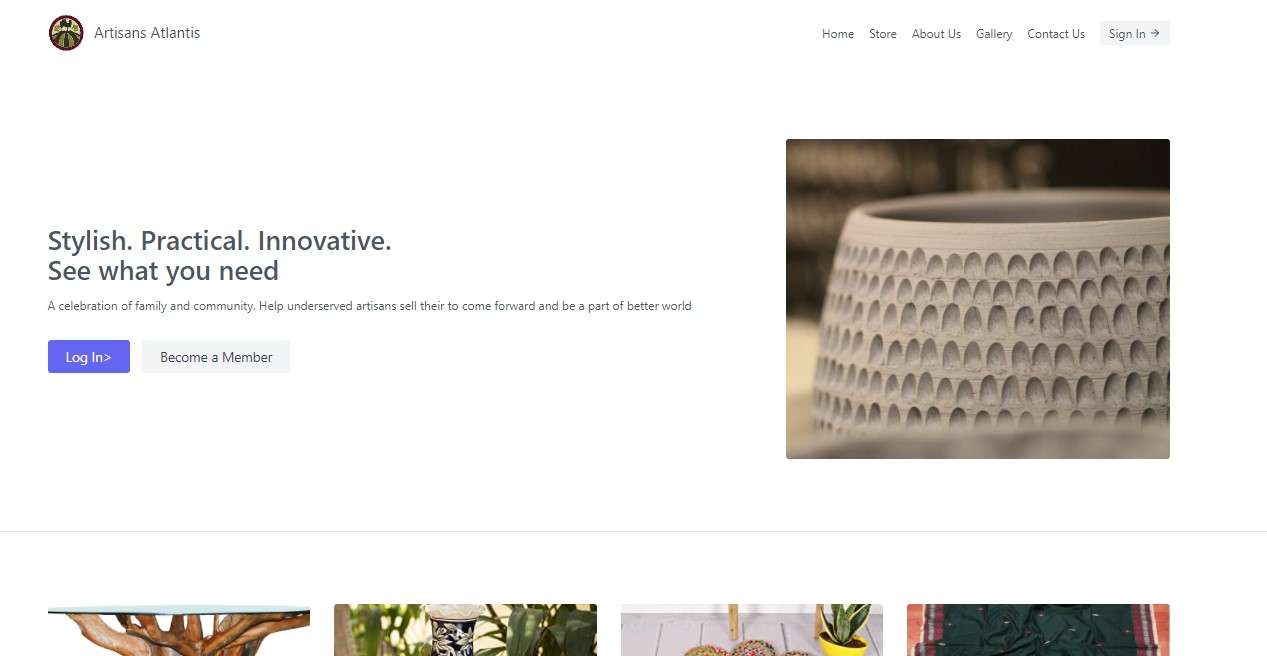 Artisans Atlantis
Home Store About Us Gallery Contact Us Sign In →
Stylish. Practical. Innovative.
See what you need
A celebration of family and community. Help underserved artisans sell their to come forward and be a part of better world
Log In> Become a Member